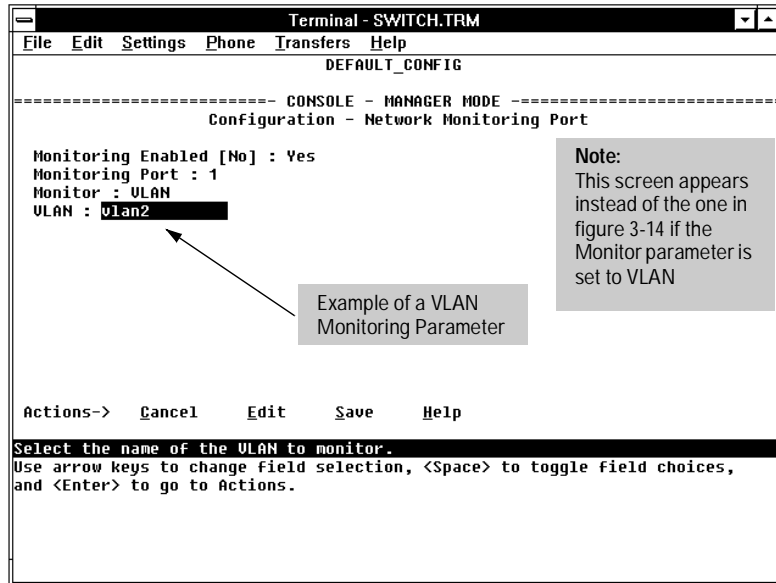 Terminal - SWITCH.TRM
File Edit Settings Phone Transfers Help
DEFAULT_CONFIG
==========================- CONSOLE - MANAGER MODE -==========================
Configuration - Network Monitoring Port
Monitoring Enabled [No] : Yes
Monitoring Port : 1
Monitor : VLAN
VLAN : vlan2
Note:
This screen appears
instead of the one in
figure 3-14 if the
Monitor parameter is
set to VLAN
Example of a VLAN
Monitoring Parameter
Actions-> Cancel Edit Save Help
Select the name of the VLAN to monitor.
Use arrow keys to change field selection, <Space> to toggle field choices,
and <Enter> to go to Actions.